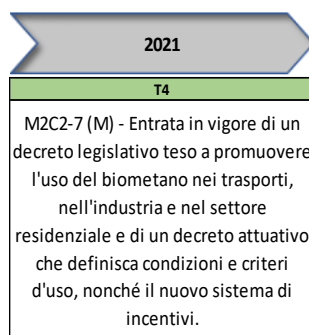 2021
T4
M2C2-7 (M) - Entrata in vigore di un
decreto legislativo teso a promuovere
l'uso del biometano nei trasporti,
nell'industria e nel settore
residenziale e di un decreto attuativo
che definisca condizioni e criteri
d'uso, nonché il nuovo sistema di
incentivi.